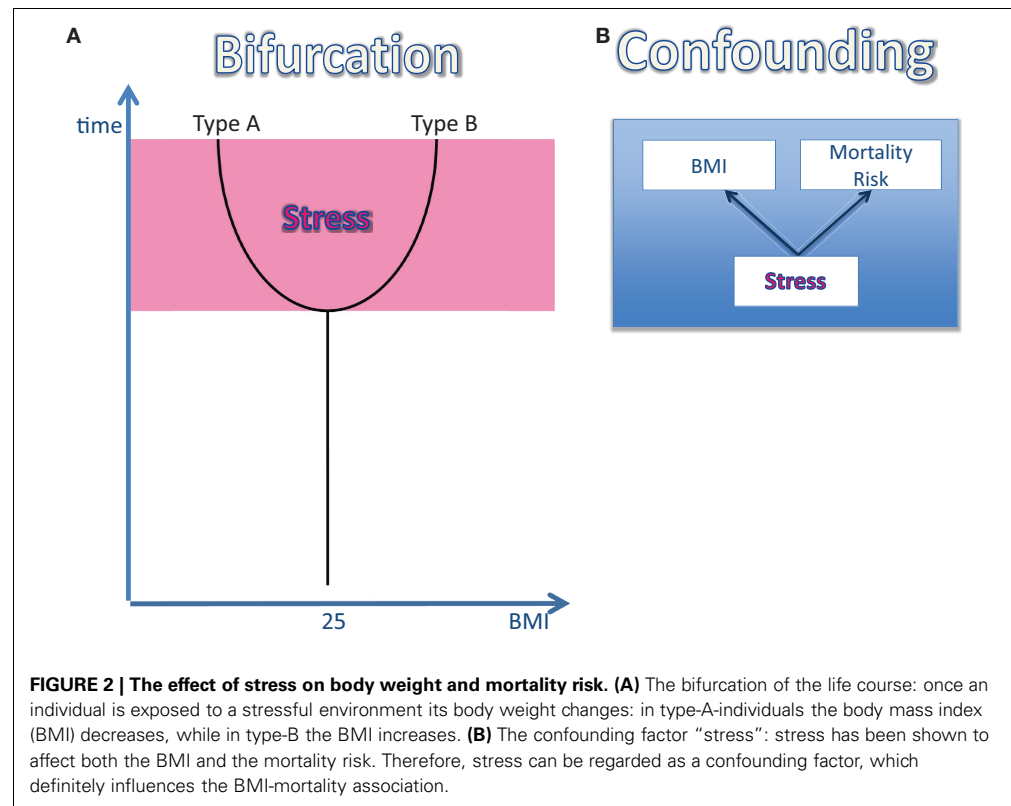 A
Bifurcation
time
Type A
Type B
Stress
25
BMI
B
Confounding
BMI
Mortality
Risk
Stress
FIGURE 2 | The effect of stress on body weight and mortality risk. (A) The bifurcation of the life course: once an
individual is exposed to a stressful environment its body weight changes: in type-A-individuals the body mass index
(BMI) decreases, while in type-B the BMI increases. (B) The confounding factor “stress”: stress has been shown to
affect both the BMI and the mortality risk. Therefore, stress can be regarded as a confounding factor, which
definitely influences the BMI-mortality association.